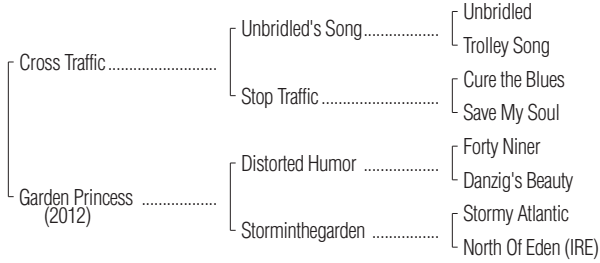 Unbridled
Unbridled's Song
Trolley Song
Cross Traffic
Cure the Blues
Stop Traffic
Save My Soul
Forty Niner
Distorted Humor
Danzig's Beauty
Garden Princess
(2012)
Stormy Atlantic
Storminthegarden
North Of Eden (IRE)